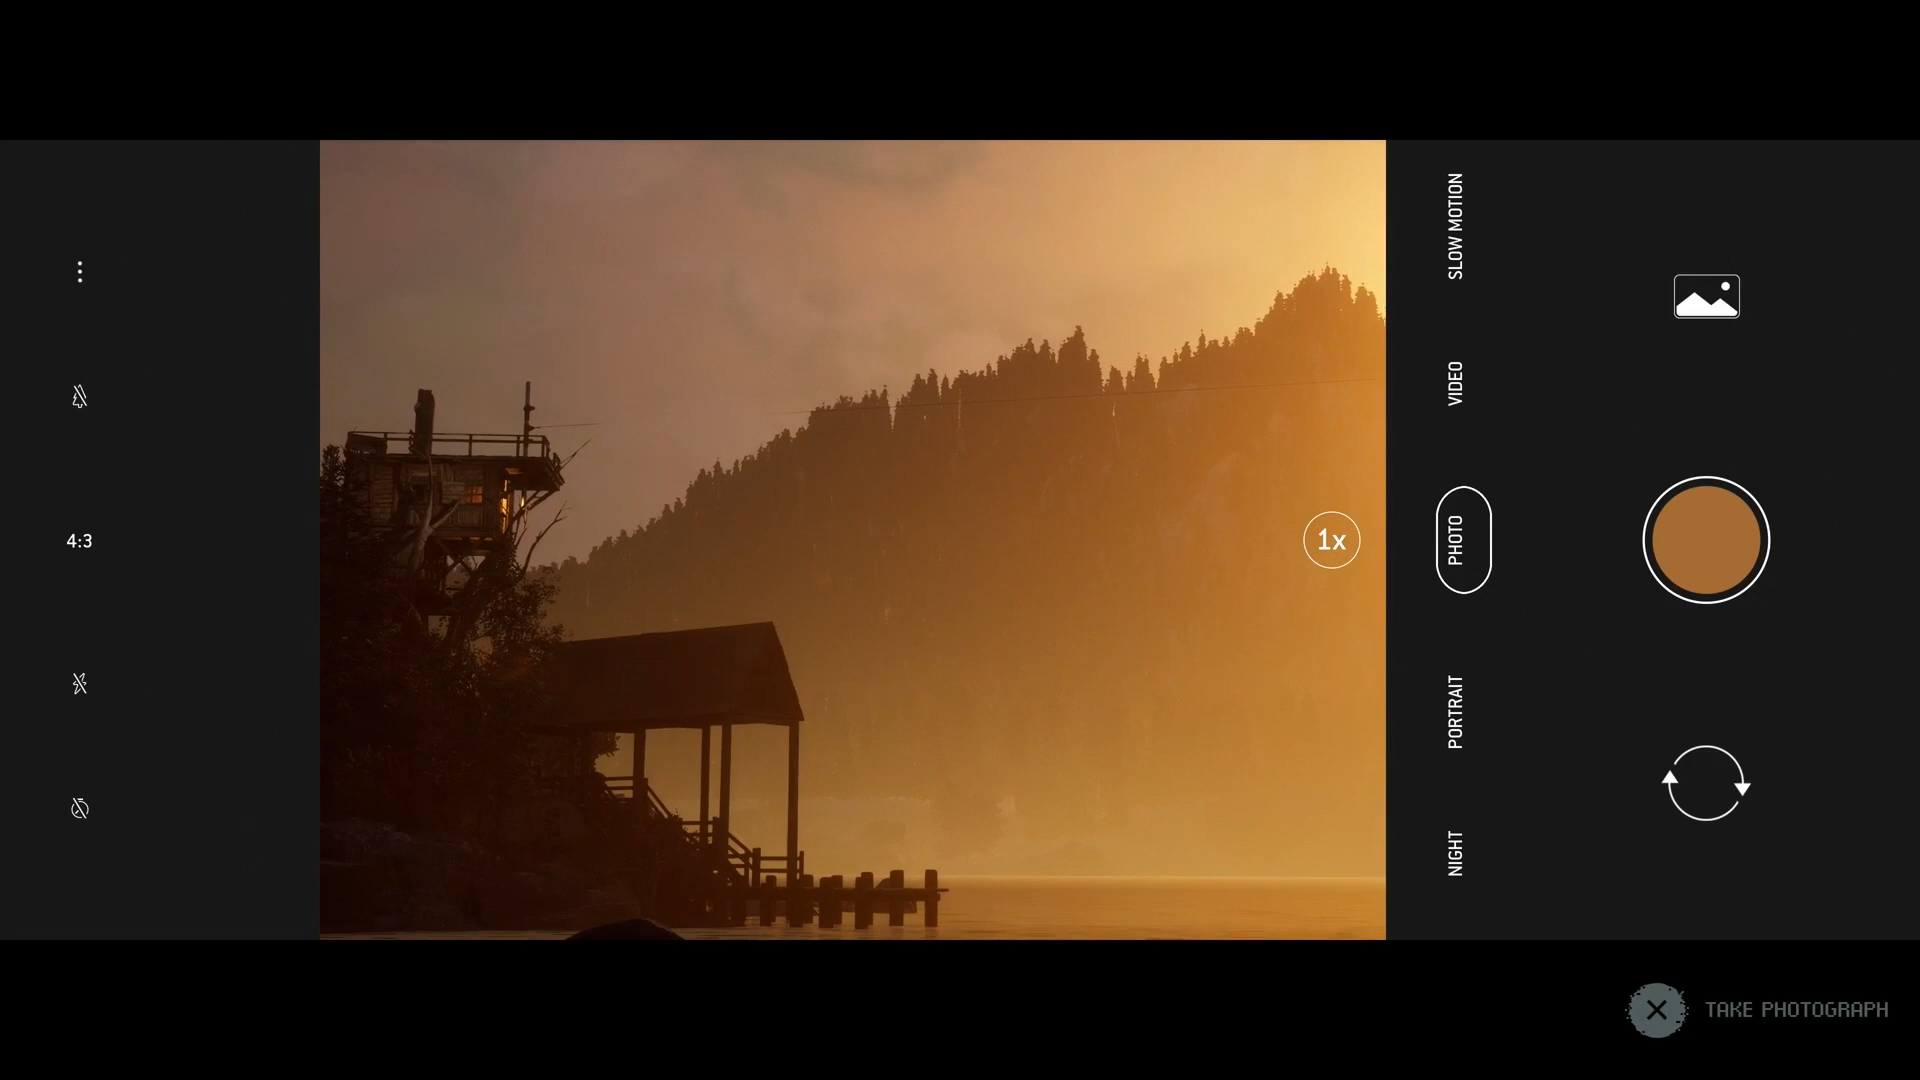 4:3
1x
SLOW MOTION
VIDEO
PHOTO
PORTRAIT
NIGHT
TAKE PHOTOGRAPH